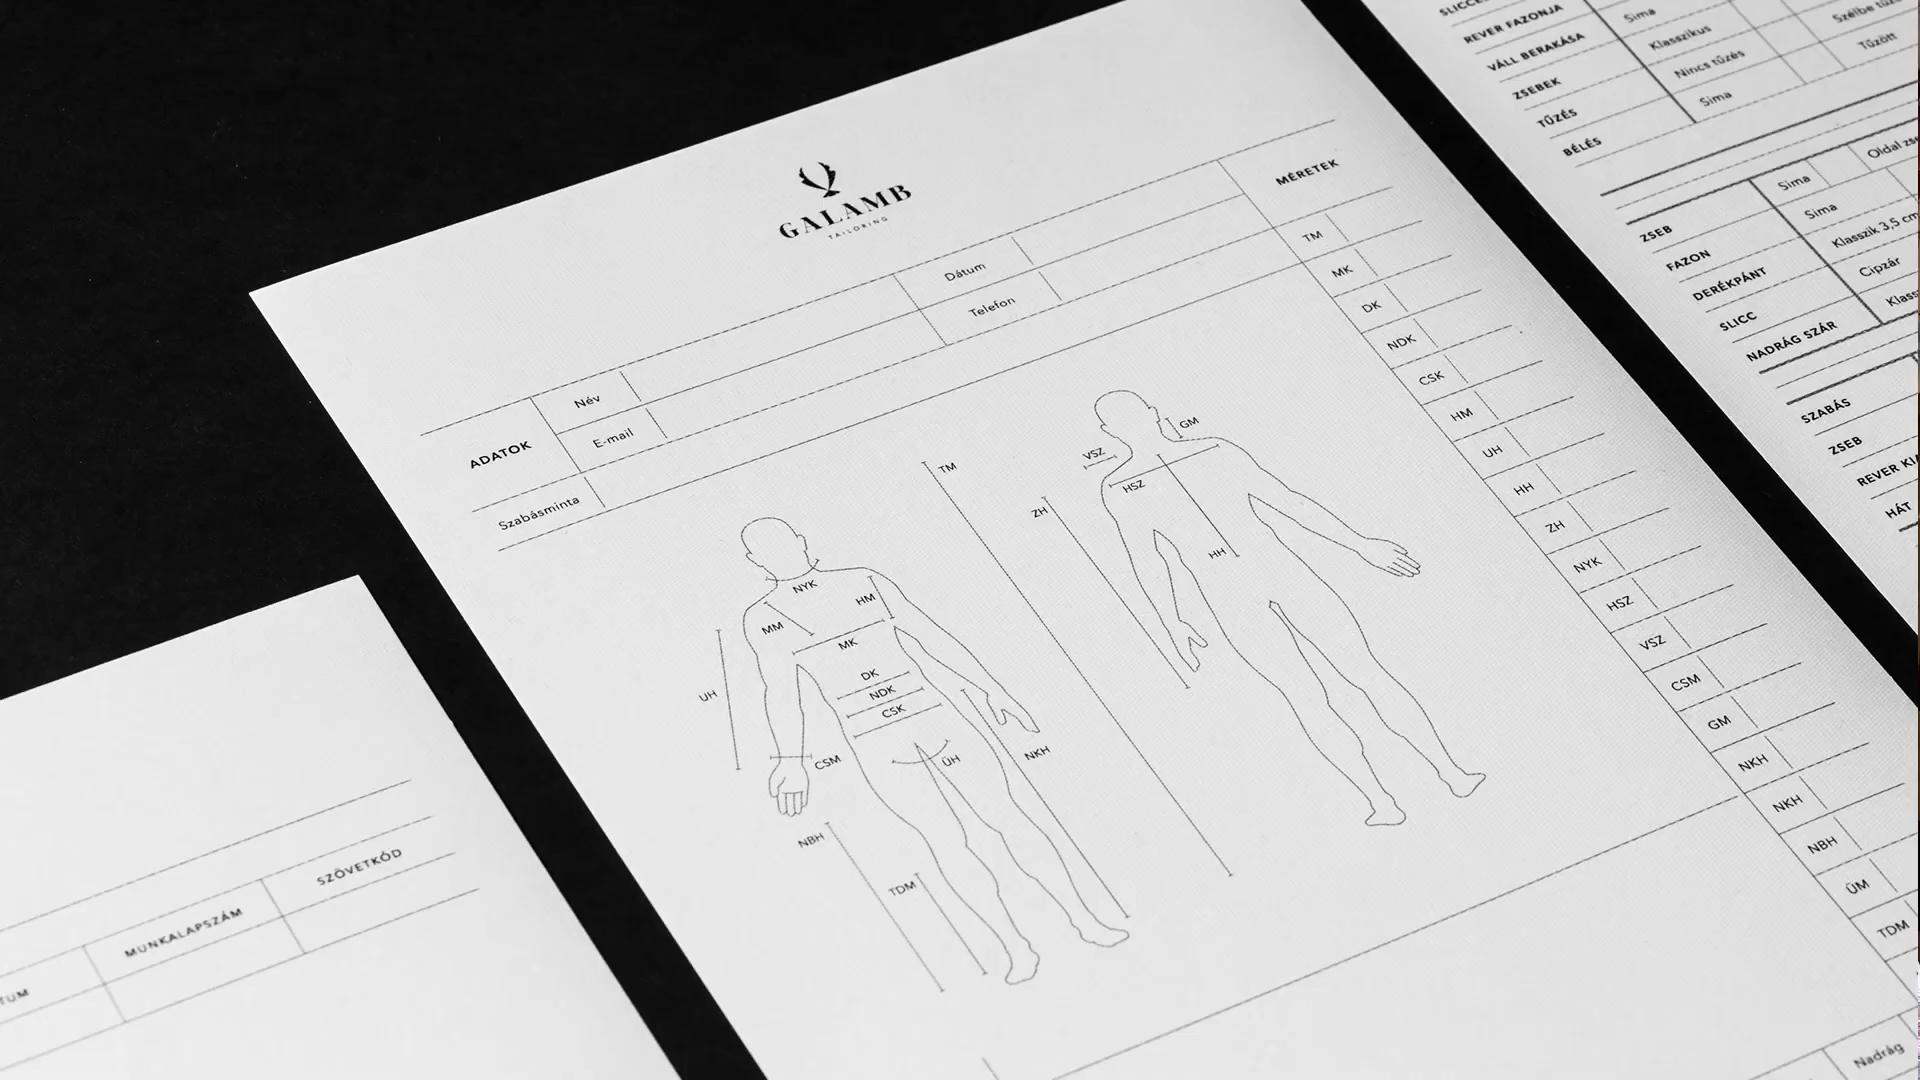 GALAMB
TAILORING
ADATOK
Név
Dátum
E-mail
Telefon
Szabásminta
MÉRETEK
TM
MK
DK
NDK
CSK
HM
UH
HH
ZH
NYK
HSZ
VSZ
CSM
GM
NKH
NKH
NBH
ÜM
TDM
NYK
HM
MM
MK
UH
DK
NDK
CSK
CSM
ÜH
NKH
NBH
TDM
TM
GM
VSZ
HSZ
ZH
HH
Nadrág
MUNKALAPSZÁM
SZÖVETKÓD
REVER FAZONJA
Sima
VÁLL BERAKÁSA
Klasszikus
ZSEBEK
Nincs tűzés
Tűzött
TŰZÉS
Sima
BÉLÉS
ZSEB
Sima
FAZON
Sima
DERÉKPÁNT
Klasszik 3,5 cm
SLICC
Cipzár
NADRÁG SZÁR
SZABÁS
ZSEB
HÁT